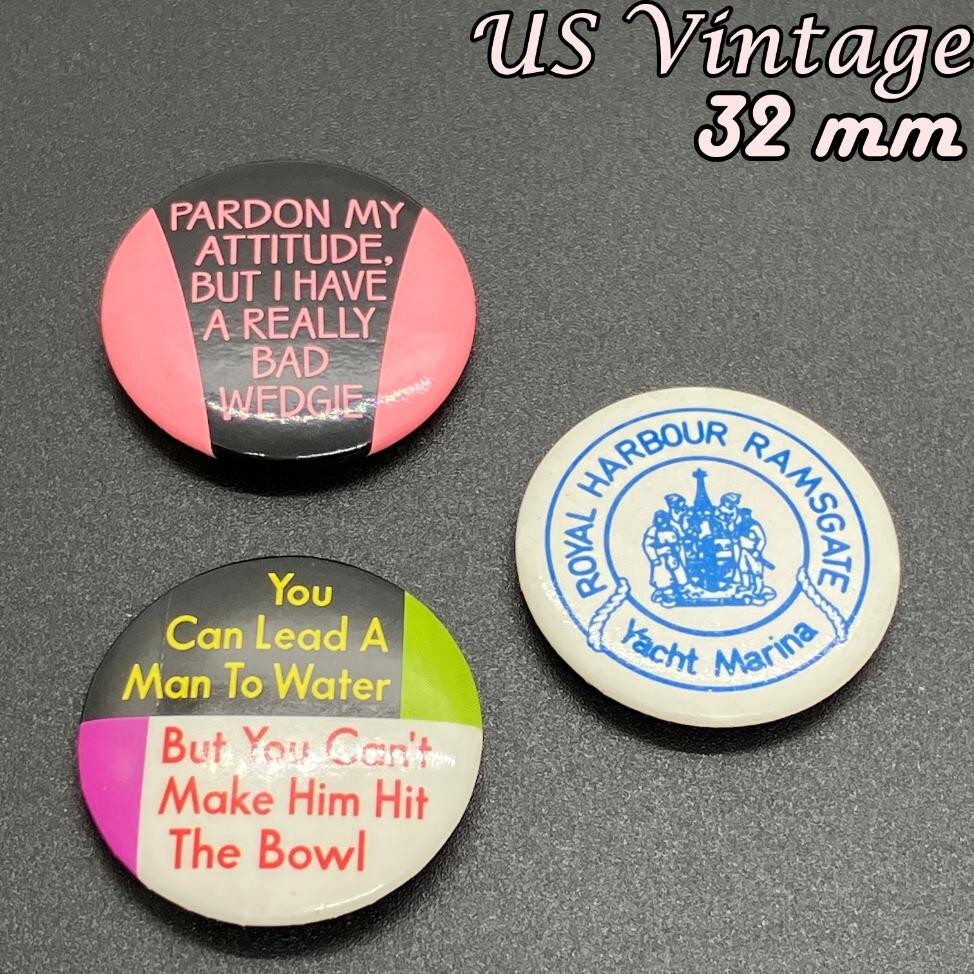 US Vintage
32 mm
PARDON MY
ATTITUDE,
BUT I HAVE
A REALLY
BAD
WEDGIE
ROYAL HARBOUR RAMSGATE
Yacht Marina
You
Can Lead A
Man To Water
But You Can't
Make Him Hit
The Bowl